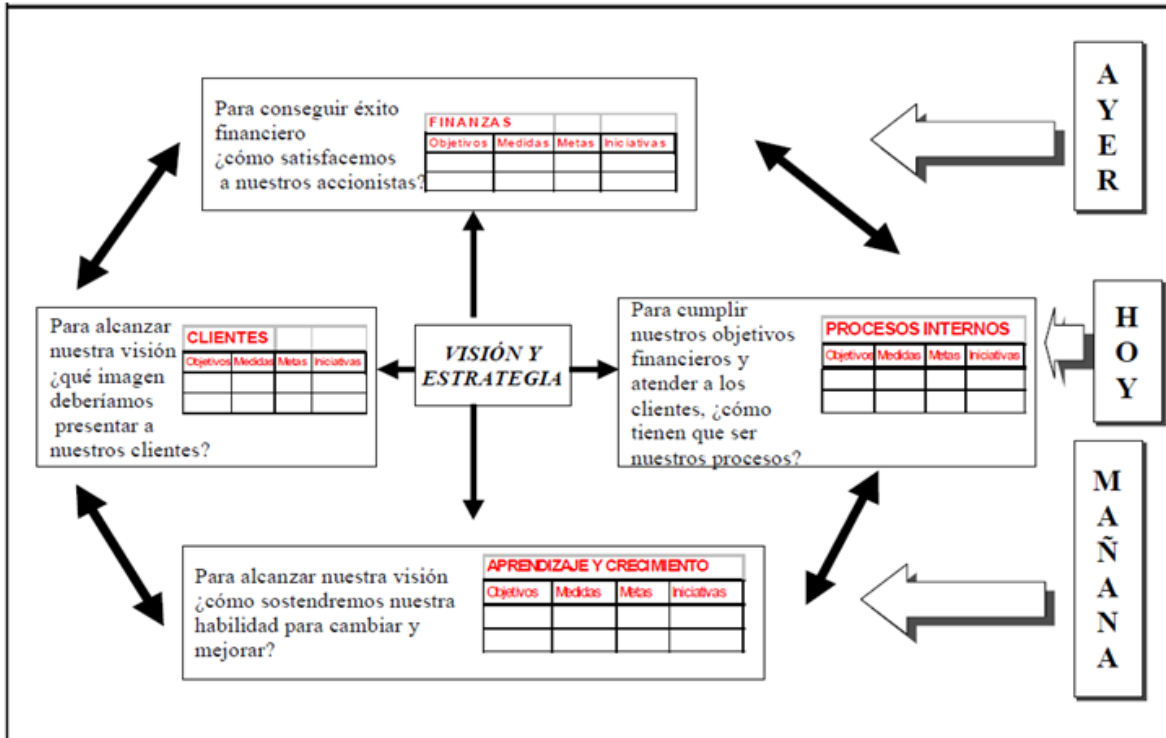 Para conseguir éxito
financiero
¿cómo satisfacemos
a nuestros accionistas?
FINANZAS
Objetivos Medidas Metas Iniciativas
A
Y
E
R
Para alcanzar
nuestra visión
¿qué imagen
deberíamos
presentar a
nuestros clientes?
CLIENTES
Objetivos Medidas Metas Iniciativas
VISIÓN Y
ESTRATEGIA
Para cumplir
nuestros objetivos
financieros y
atender a los
clientes, ¿cómo
tienen que ser
nuestros procesos?
PROCESOS INTERNOS
Objetivos Medidas Metas Iniciativas
H
O
Y
Para alcanzar nuestra visión
¿cómo sostendremos nuestra
habilidad para cambiar y
mejorar?
APRENDIZAJE Y CRECIMIENTO
Objetivos Medidas Metas Iniciativas
M
A
Ñ
A
N
A